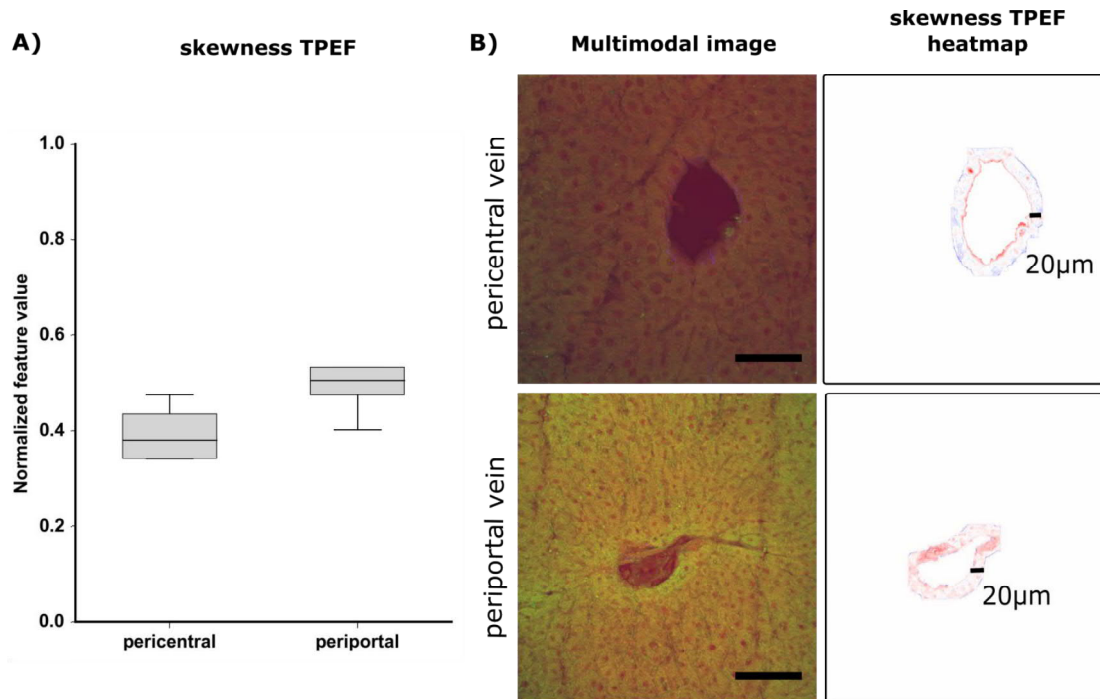 A)
skewness TPEF
Normalized feature value
1.0
0.8
0.6
0.4
0.2
0.0
pericentral
periportal
B)
Multimodal image
skewness TPEF
heatmap
pericentral vein
20µm
periportal vein
20µm